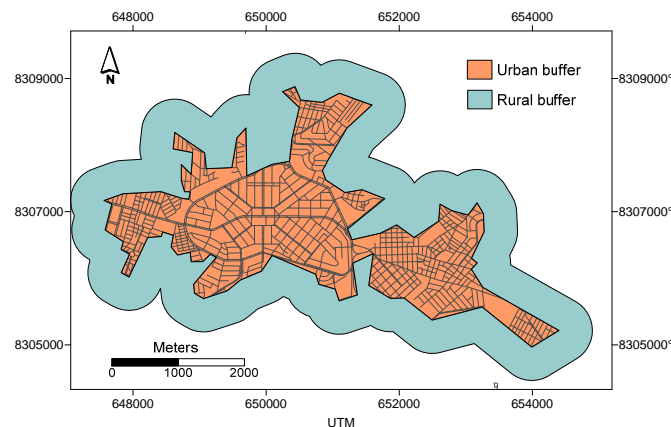 648000 650000 652000 654000
8309000 8309000°
N
Urban buffer
Rural buffer
8307000 8307000°
8305000 8305000°
Meters
0 1000 2000
648000 650000 652000 654000
UTM